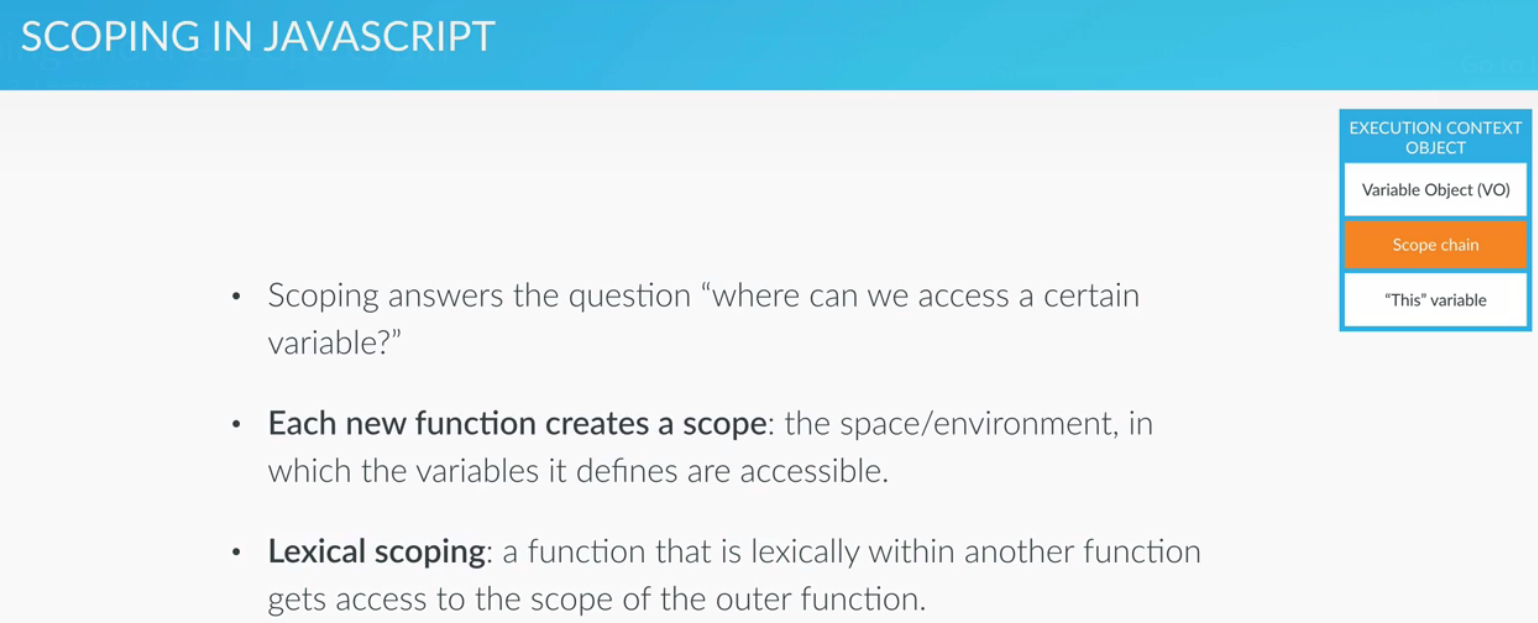 SCOPING IN JAVASCRIPT
EXECUTION CONTEXT
OBJECT
Variable Object (VO)
Scope chain
“This” variable
• Scoping answers the question “where can we access a certain
variable?”
• Each new function creates a scope: the space/environment, in
which the variables it defines are accessible.
• Lexical scoping: a function that is lexically within another function
gets access to the scope of the outer function.